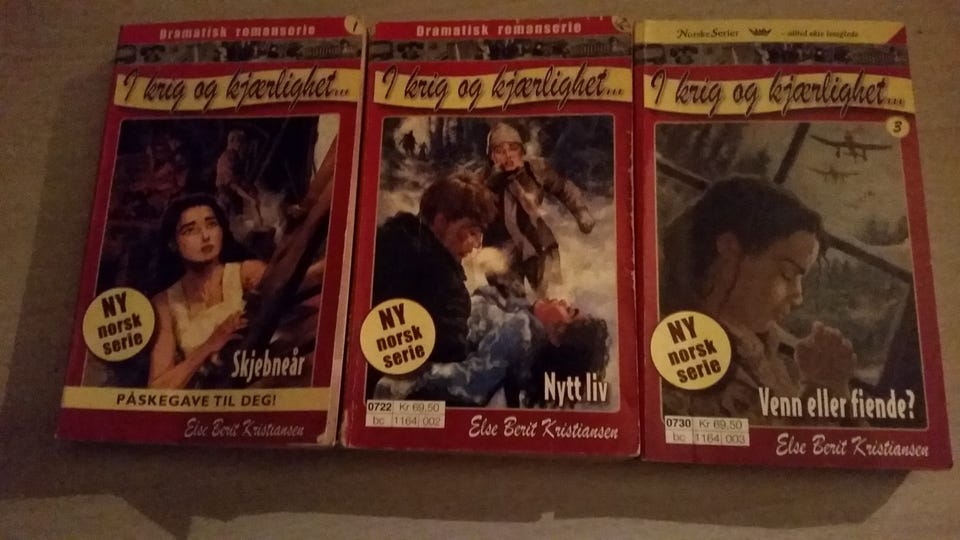 Dramatisk romanserie
1
I krig og kjærlighet...
NY
norsk
serie
Skjebneår
PÅSKEGAVE TIL DEG!
Else Berit Kristiansen
Dramatisk romanserie
I krig og kjærlighet...
NY
norsk
serie
Nytt liv
0722 Kr 69,50
bc 1164 002
Else Berit Kristiansen
NorskeSerier
I krig og kjærlighet...
3
NY
norsk
serie
Venn eller fiende?
0730 Kr 69,50
bc 1164 003
Else Berit Kristiansen